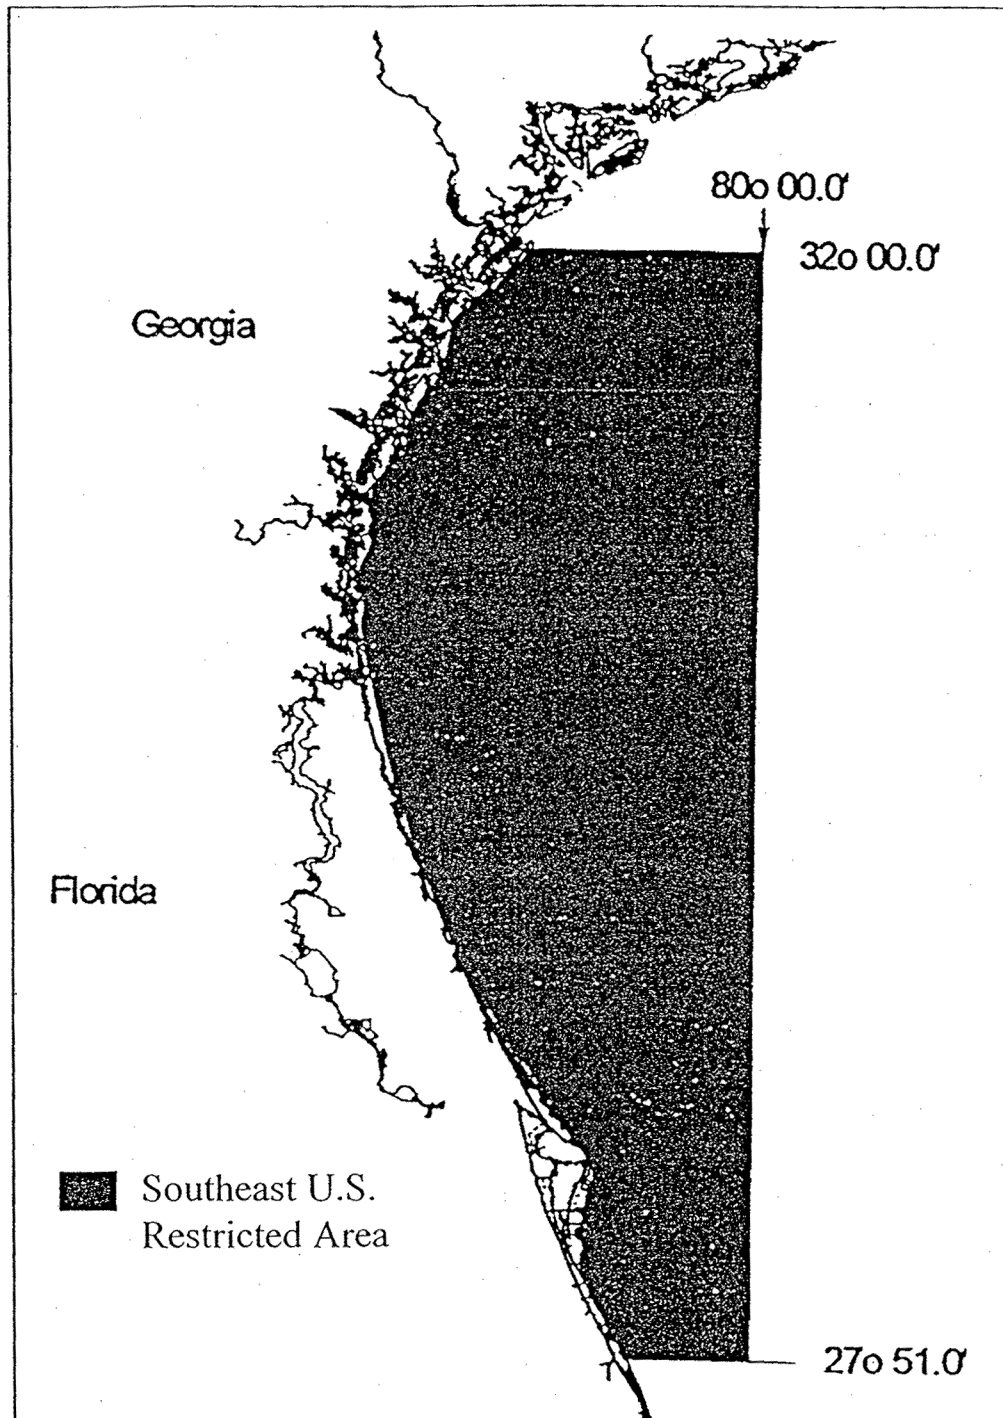 80o 00.0'
32o 00.0'
Georgia
Florida
Southeast U.S.
Restricted Area
27o 51.0'